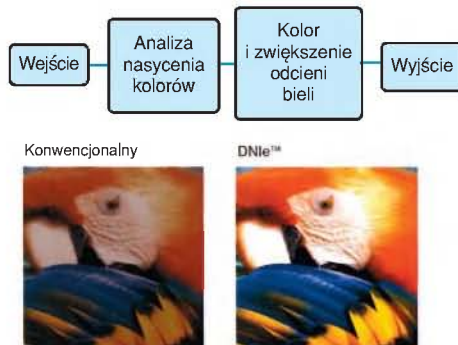 Wejście
Analiza
nasycenia
kolorów
Kolor
i zwiększenie
odcieni
bieli
Wyjście
Konwencjonalny
DNIe™